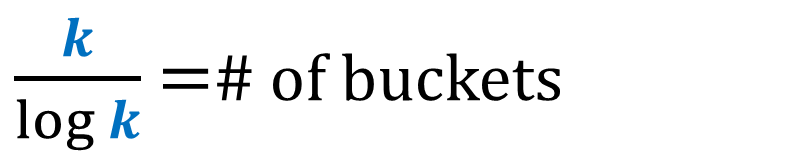 k
log k
=# of buckets